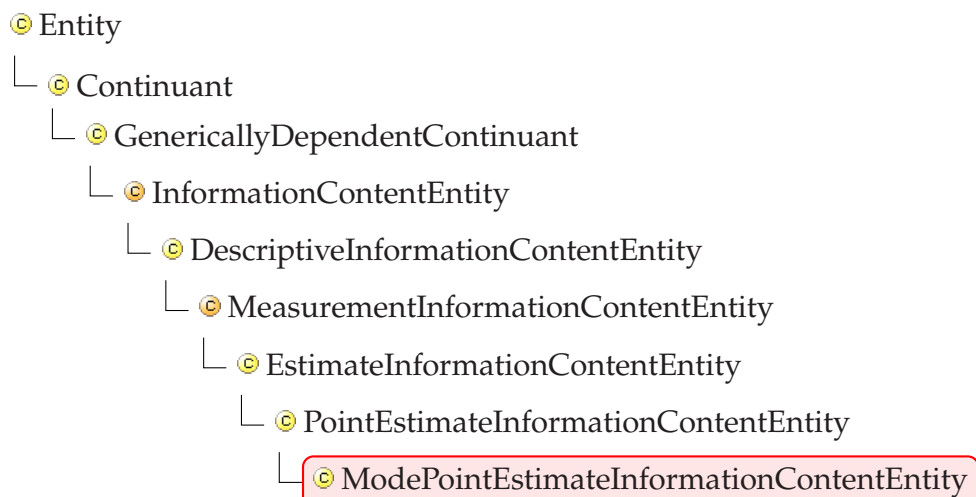 Entity
Continuant
GenericallyDependentContinuant
InformationContentEntity
DescriptiveInformationContentEntity
MeasurementInformationContentEntity
EstimateInformationContentEntity
PointEstimateInformationContentEntity
ModePointEstimateInformationContentEntity